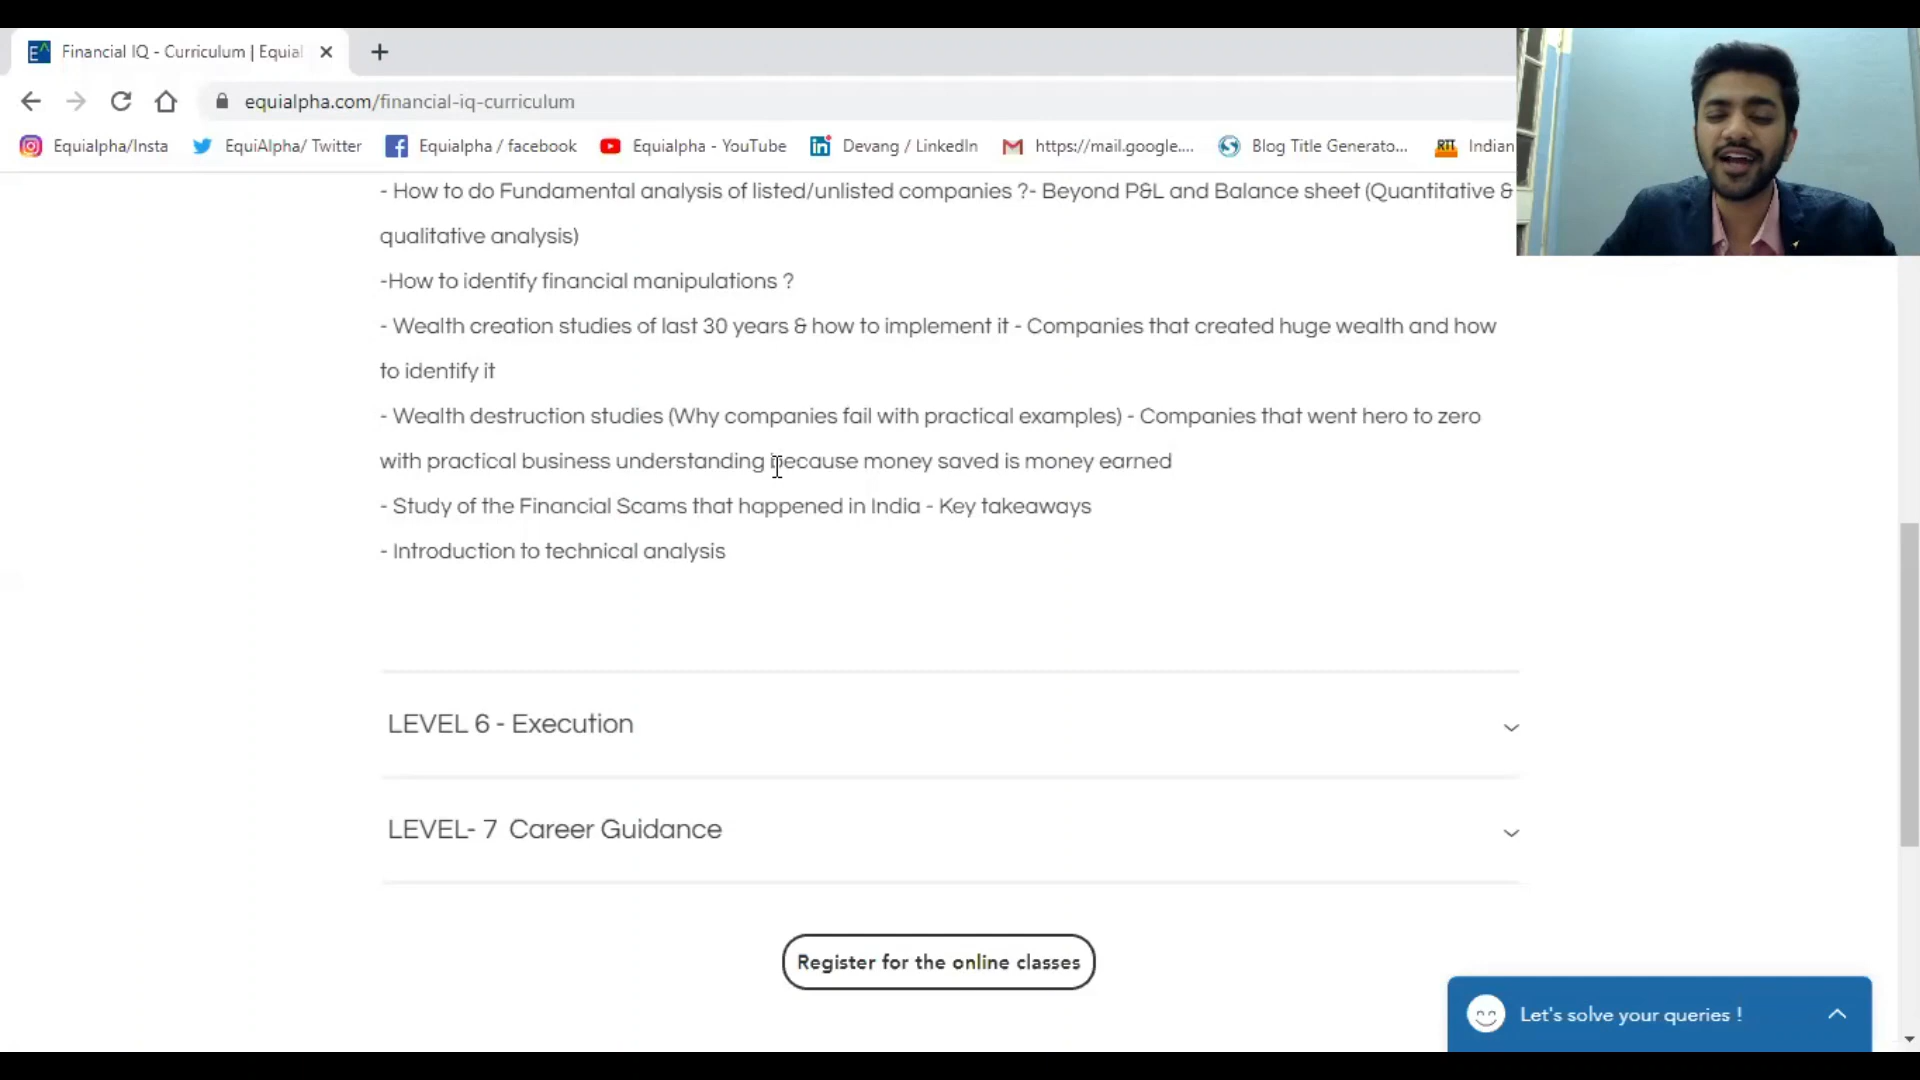 Financial IQ - Curriculum | Equial
equialpha.com/financial-iq-curriculum
Equialpha/Insta EquiAlpha/ Twitter Equialpha / facebook Equialpha - YouTube Devang / LinkedIn https://mail.google.... Blog Title Generato... RTI Indian
- How to do Fundamental analysis of listed/unlisted companies ?- Beyond P&L and Balance sheet (Quantitative &
qualitative analysis)
-How to identify financial manipulations ?
- Wealth creation studies of last 30 years & how to implement it - Companies that created huge wealth and how
to identify it
- Wealth destruction studies (Why companies fail with practical examples) - Companies that went hero to zero
with practical business understanding because money saved is money earned
- Study of the Financial Scams that happened in India - Key takeaways
- Introduction to technical analysis
LEVEL 6 - Execution
LEVEL- 7 Career Guidance
Register for the online classes
Let's solve your queries !